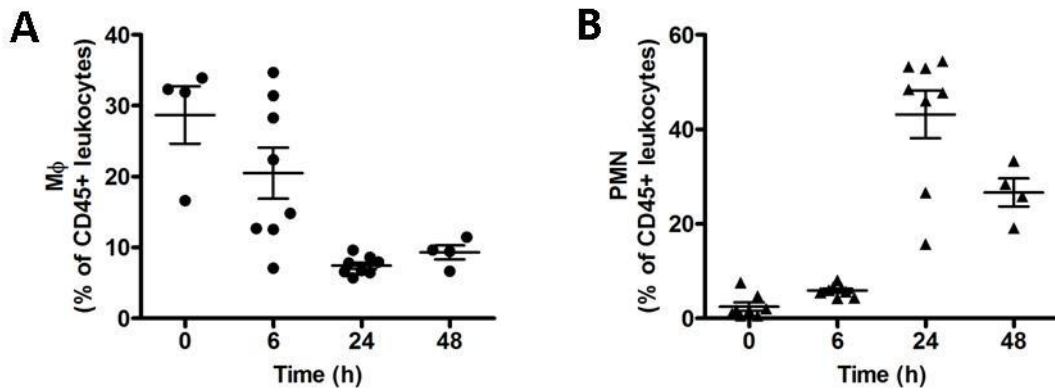 A
Mϕ
(% of CD45+ leukocytes)
40
30
20
10
0
0 6 24 48
Time (h)
B
PMN
(% of CD45+ leukocytes)
60
40
20
0
0 6 24 48
Time (h)